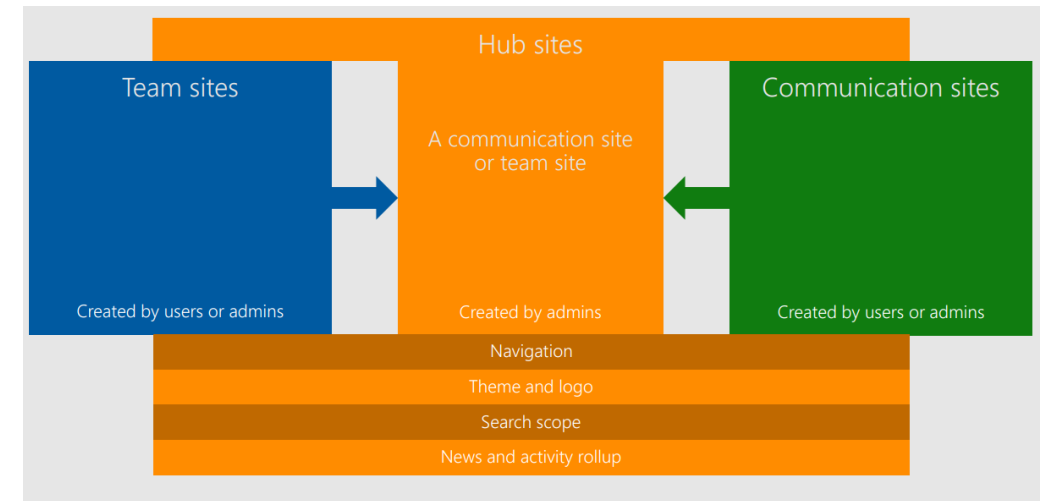 Hub sites
Team sites
Communication sites
A communication site
or team site
Created by users or admins
Created by admins
Created by users or admins
Navigation
Theme and logo
Search scope
News and activity rollup